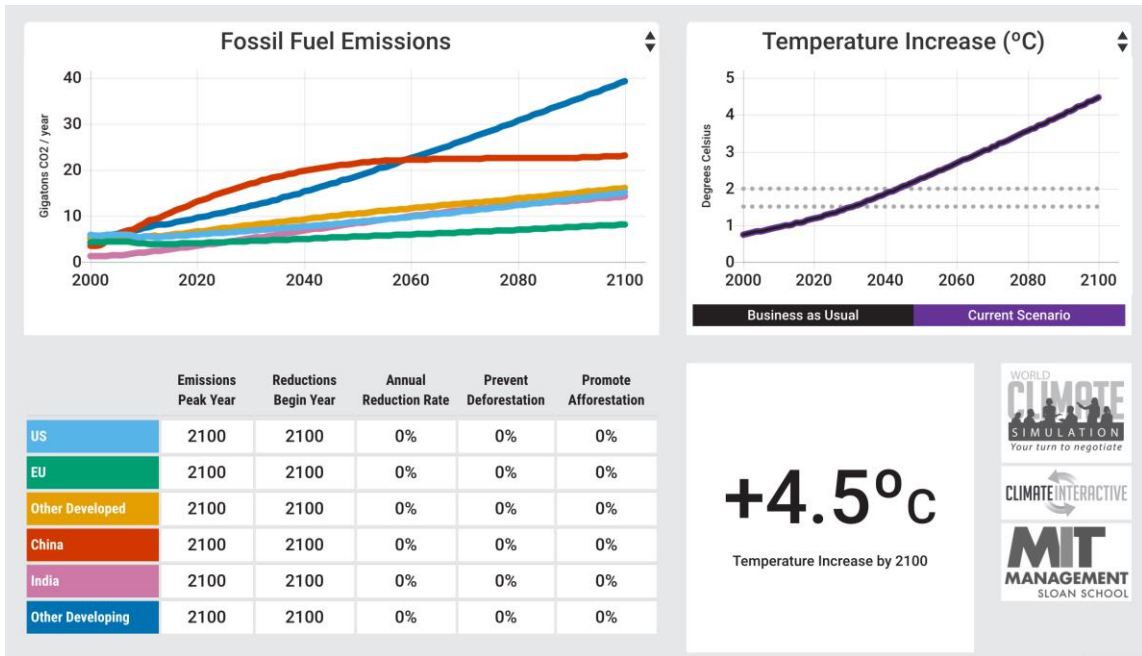 Fossil Fuel Emissions
Gigatons CO2 / year
40
30
20
10
0
2000 2020 2040 2060 2080 2100
Temperature Increase (ºC)
Degrees Celsius
5
4
3
2
1
0
2000 2020 2040 2060 2080 2100
Business as Usual Current Scenario
Emissions Peak Year Reductions Begin Year Annual Reduction Rate Prevent Deforestation Promote Afforestation
US 2100 2100 0% 0% 0%
EU 2100 2100 0% 0% 0%
Other Developed 2100 2100 0% 0% 0%
China 2100 2100 0% 0% 0%
India 2100 2100 0% 0% 0%
Other Developing 2100 2100 0% 0% 0%
+4.5ºC
Temperature Increase by 2100
WORLD
CLIMATE
SIMULATION
Your turn to negotiate
CLIMATE INTERACTIVE
MIT
MANAGEMENT
SLOAN SCHOOL